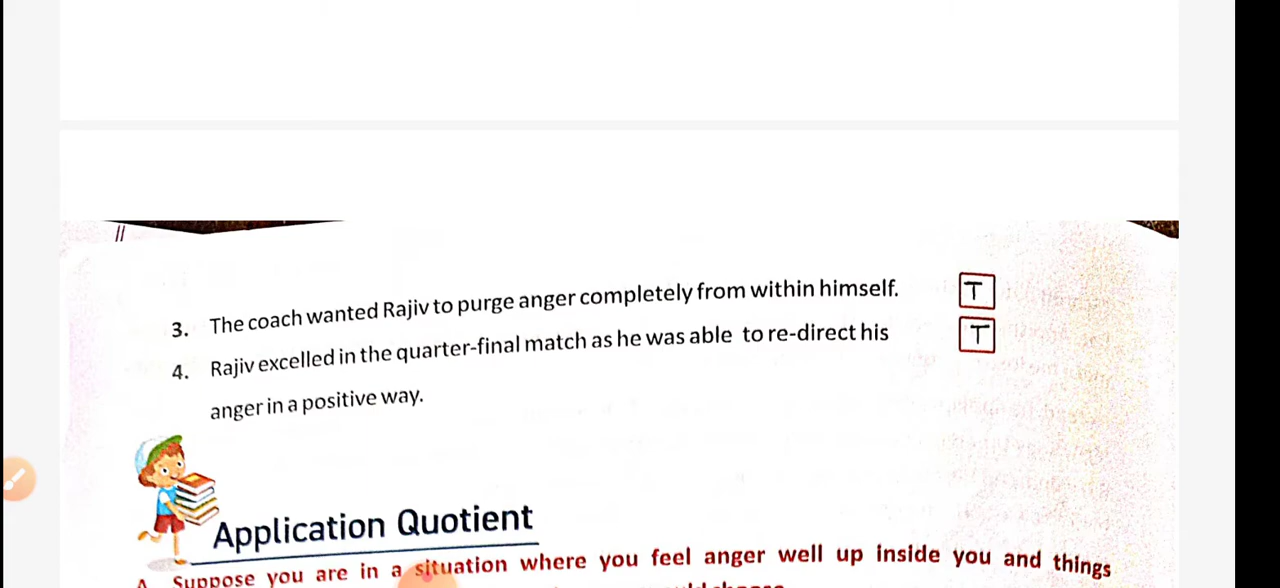 3. The coach wanted Rajiv to purge anger completely from within himself. T
4. Rajiv excelled in the quarter-final match as he was able to re-direct his T
anger in a positive way.
Application Quotient
A. Suppose you are in a situation where you feel anger well up inside you and things